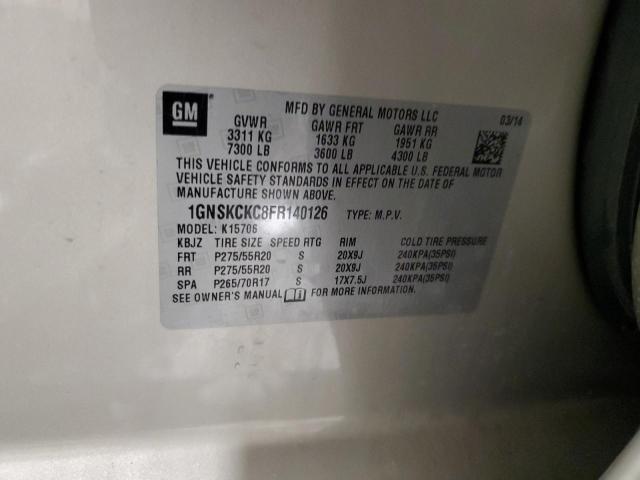 GM
MFD BY GENERAL MOTORS LLC
03/14
GVWR GAWR FRT GAWR RR
3311 KG 1633 KG 1951 KG
7300 LB 3600 LB 4300 LB
THIS VEHICLE CONFORMS TO ALL APPLICABLE U.S. FEDERAL MOTOR
VEHICLE SAFETY STANDARDS IN EFFECT ON THE DATE OF
MANUFACTURE SHOWN ABOVE.
1GNSKCKC8FR140126 TYPE: M.P.V.
MODEL: K15706
KBJZ TIRE SIZE SPEED RTG RIM COLD TIRE PRESSURE
FRT P275/55R20 S 20X9J 240KPA(35PSI)
RR P275/55R20 S 20X9J 240KPA(35PSI)
SPA P265/70R17 S 17X7.5J 240KPA(35PSI)
SEE OWNER'S MANUAL FOR MORE INFORMATION.